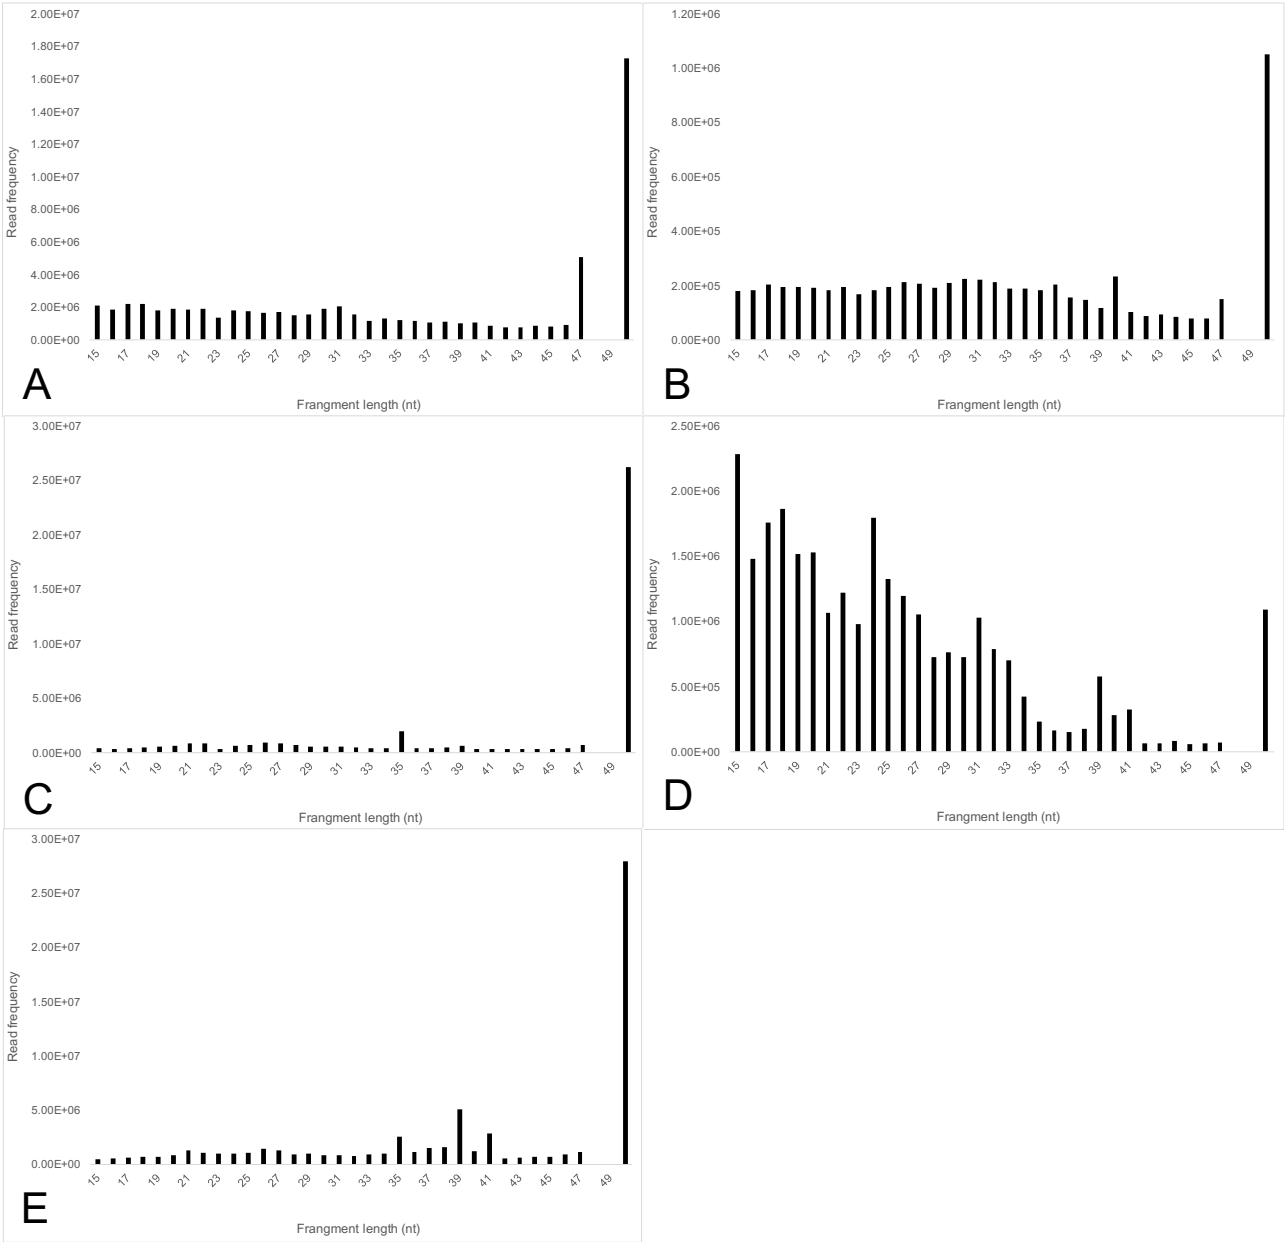 2.00E+07
1.80E+07
1.60E+07
1.40E+07
1.20E+07
1.00E+07
8.00E+06
6.00E+06
4.00E+06
2.00E+06
0.00E+00
Read frequency
15 17 19 21 23 25 27 29 31 33 35 37 39 41 43 45 47 49
Frangment length (nt)
A
1.20E+06
1.00E+06
8.00E+05
6.00E+05
4.00E+05
2.00E+05
0.00E+00
Read frequency
15 17 19 21 23 25 27 29 31 33 35 37 39 41 43 45 47 49
Frangment length (nt)
B
3.00E+07
2.50E+07
2.00E+07
1.50E+07
1.00E+07
5.00E+06
0.00E+00
Read frequency
15 17 19 21 23 25 27 29 31 33 35 37 39 41 43 45 47 49
Frangment length (nt)
C
2.50E+06
2.00E+06
1.50E+06
1.00E+06
5.00E+05
0.00E+00
Read frequency
15 17 19 21 23 25 27 29 31 33 35 37 39 41 43 45 47 49
Frangment length (nt)
D
3.00E+07
2.50E+07
2.00E+07
1.50E+07
1.00E+07
5.00E+06
0.00E+00
Read frequency
15 17 19 21 23 25 27 29 31 33 35 37 39 41 43 45 47 49
Frangment length (nt)
E